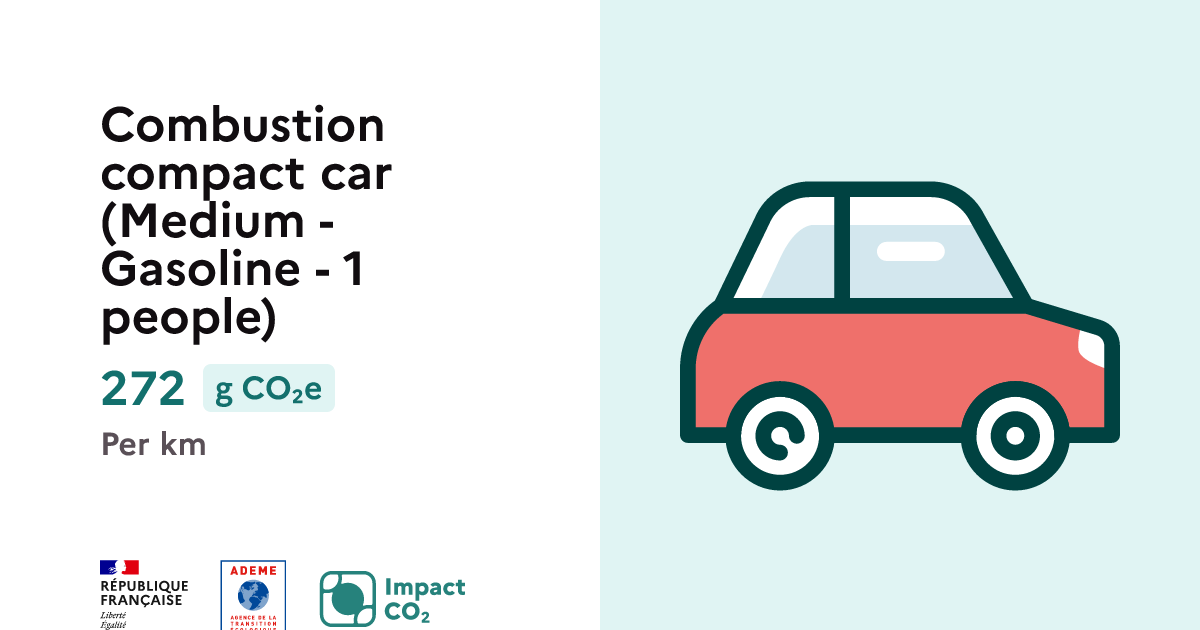 Combustion
compact car
(Medium -
Gasoline - 1
people)
272 g CO₂e
Per km
RÉPUBLIQUE
FRANÇAISE
Liberté
Égalité
ADEME
AGENCE DE LA
TRANSITION
ÉCOLOGIQUE
Impact
CO₂